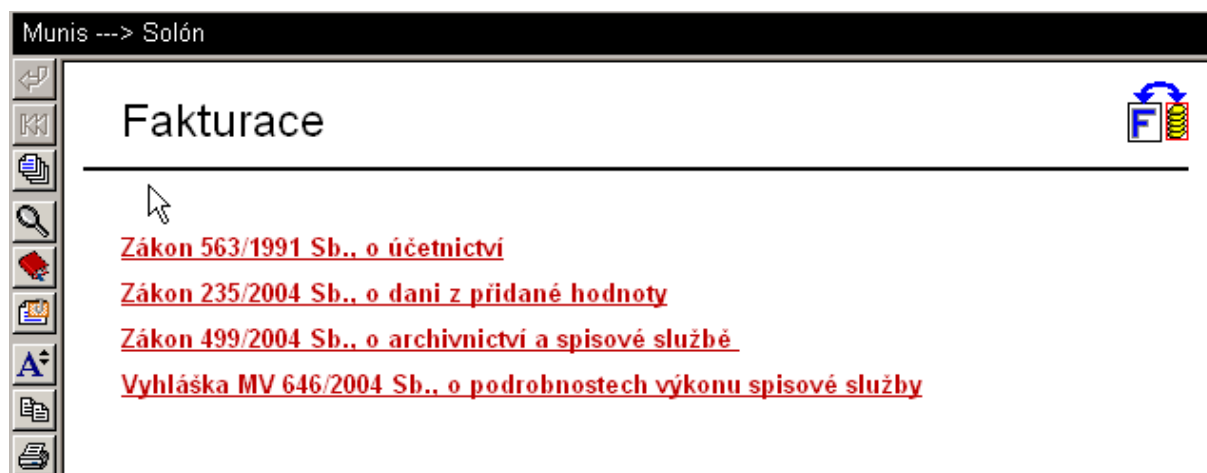 Munis ---> Solón
Fakturace
F
Zákon 563/1991 Sb., o účetnictví
Zákon 235/2004 Sb., o dani z přidané hodnoty
Zákon 499/2004 Sb., o archivnictví a spisové službě
Vyhláška MV 646/2004 Sb., o podrobnostech výkonu spisové služby
A